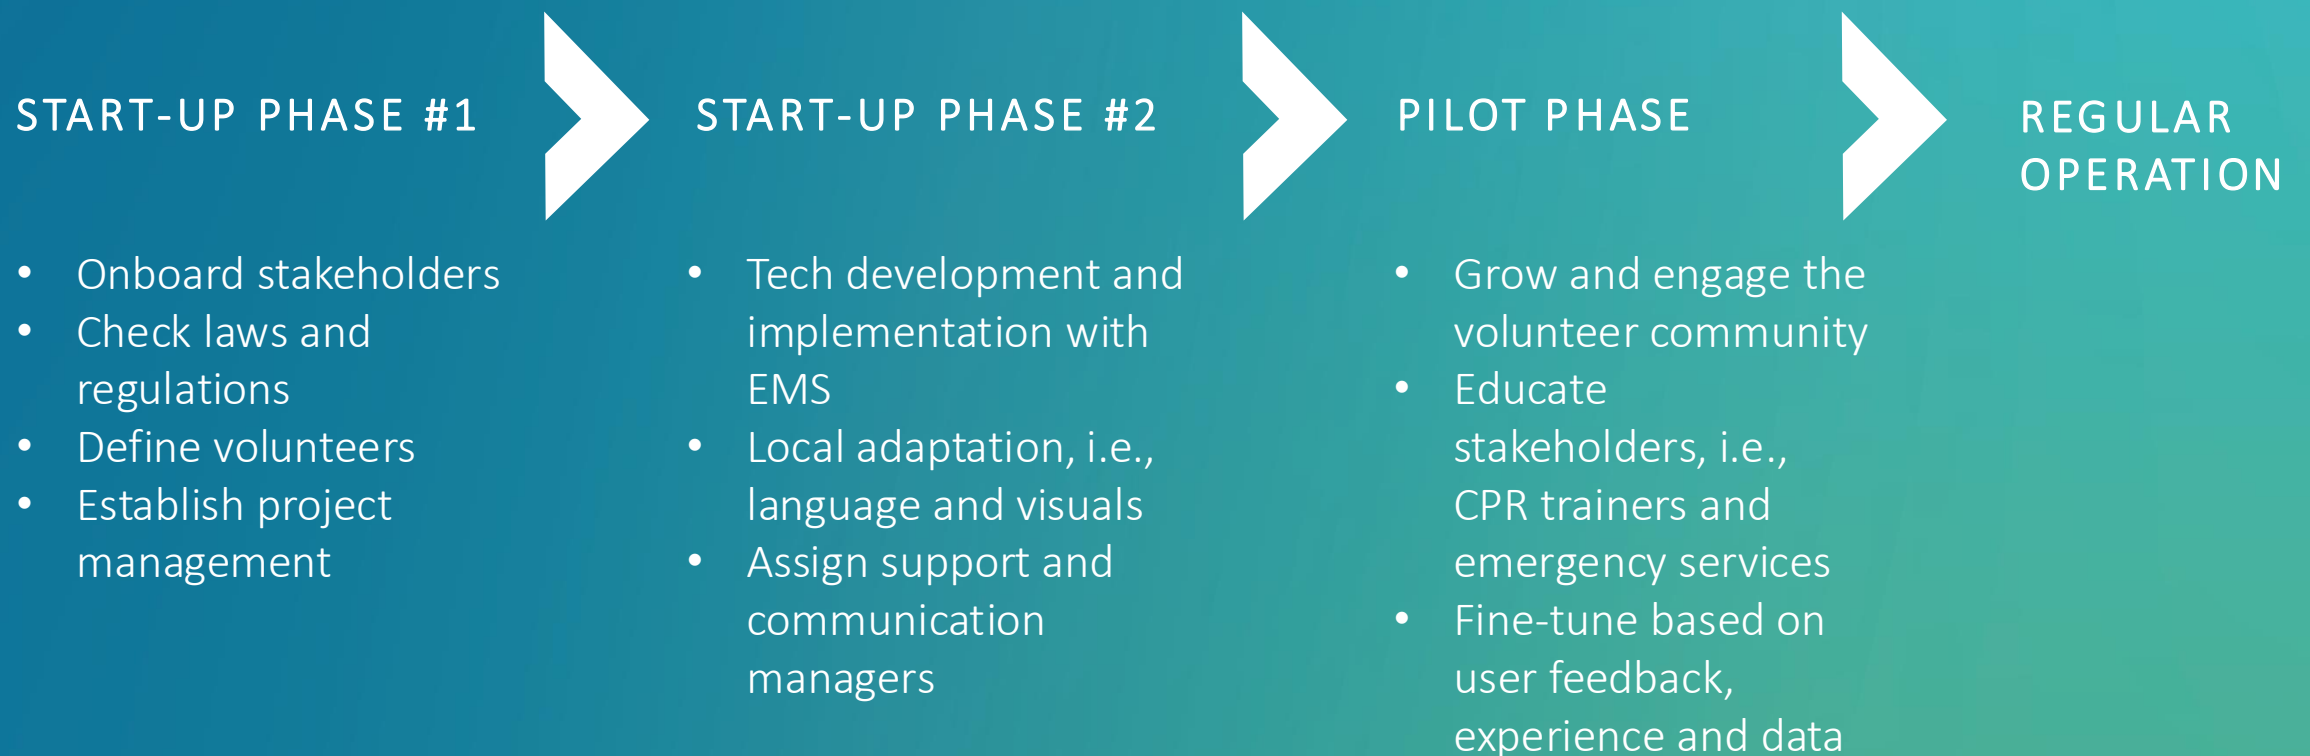 START-UP PHASE #1
• Onboard stakeholders
• Check laws and
regulations
• Define volunteers
• Establish project
management
START-UP PHASE #2
• Tech development and
implementation with
EMS
• Local adaptation, i.e.,
language and visuals
• Assign support and
communication
managers
PILOT PHASE
• Grow and engage the
volunteer community
• Educate
stakeholders, i.e.,
CPR trainers and
emergency services
• Fine-tune based on
user feedback,
experience and data
REGULAR
OPERATION